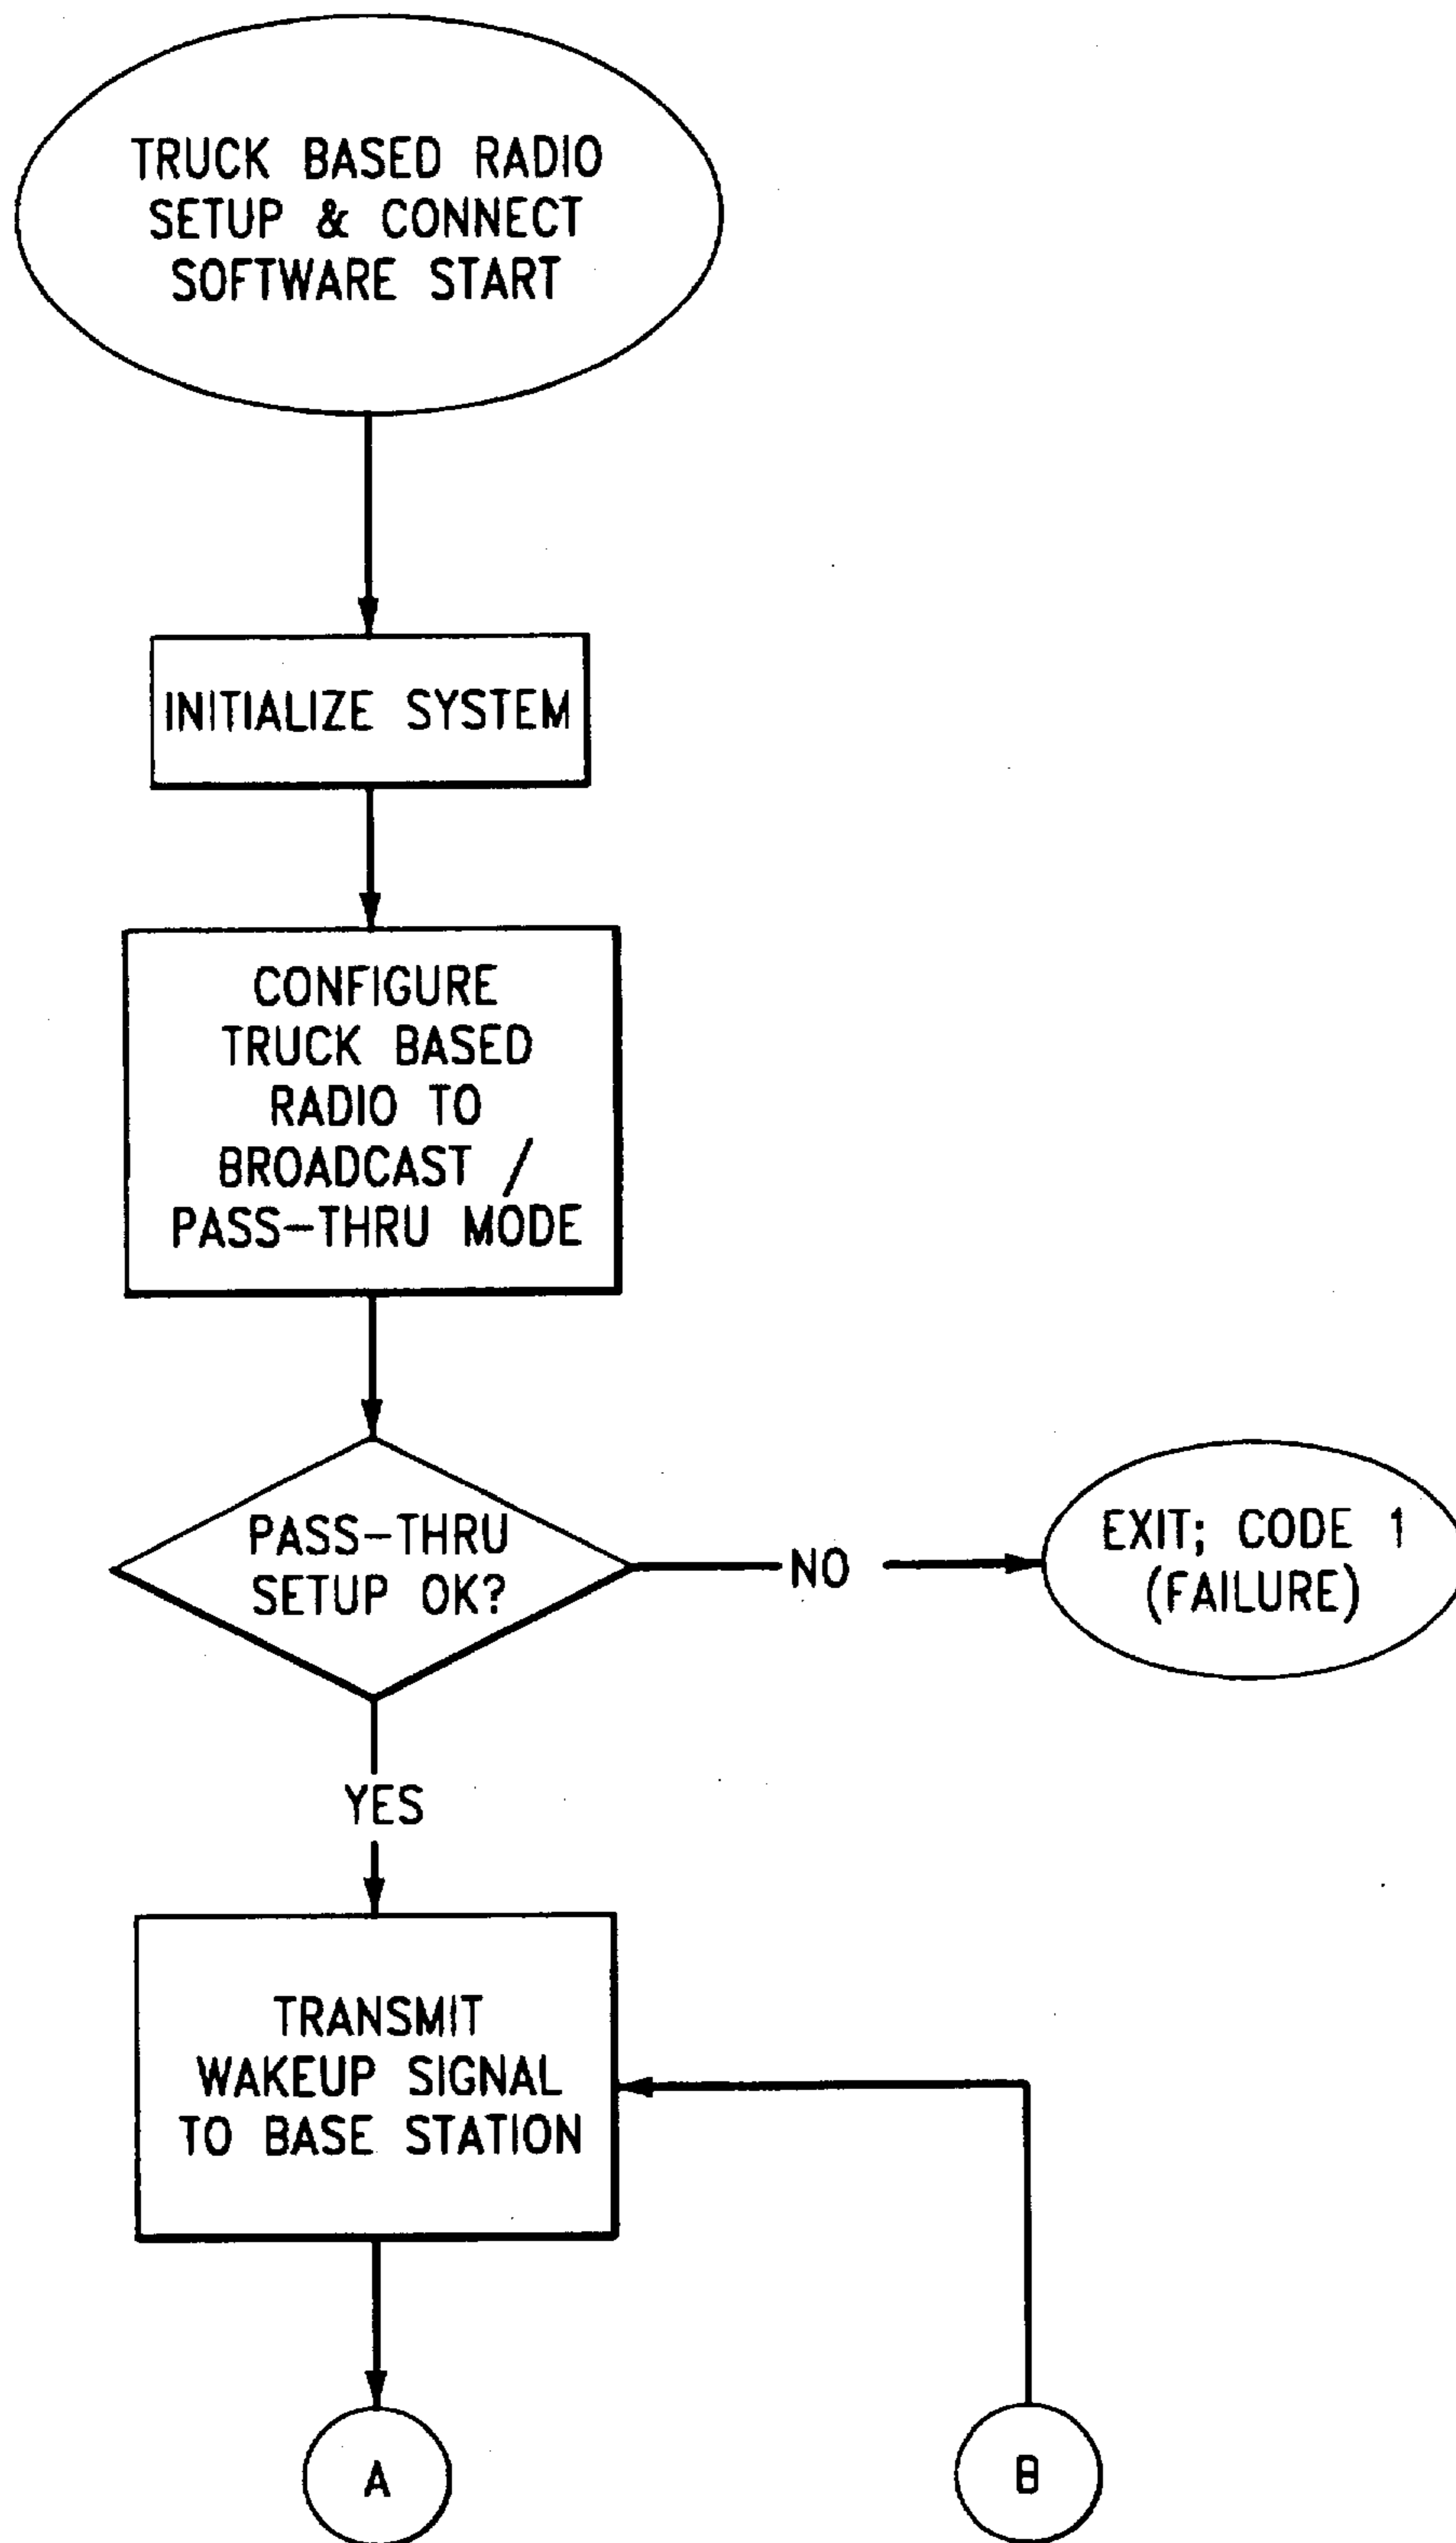 TRUCK BASED RADIO
SETUP & CONNECT
SOFTWARE START
INITIALIZE SYSTEM
CONFIGURE
TRUCK BASED
RADIO TO
BROADCAST /
PASS-THRU MODE
PASS-THRU
SETUP OK?
NO
EXIT; CODE 1
(FAILURE)
YES
TRANSMIT
WAKEUP SIGNAL
TO BASE STATION
A
B